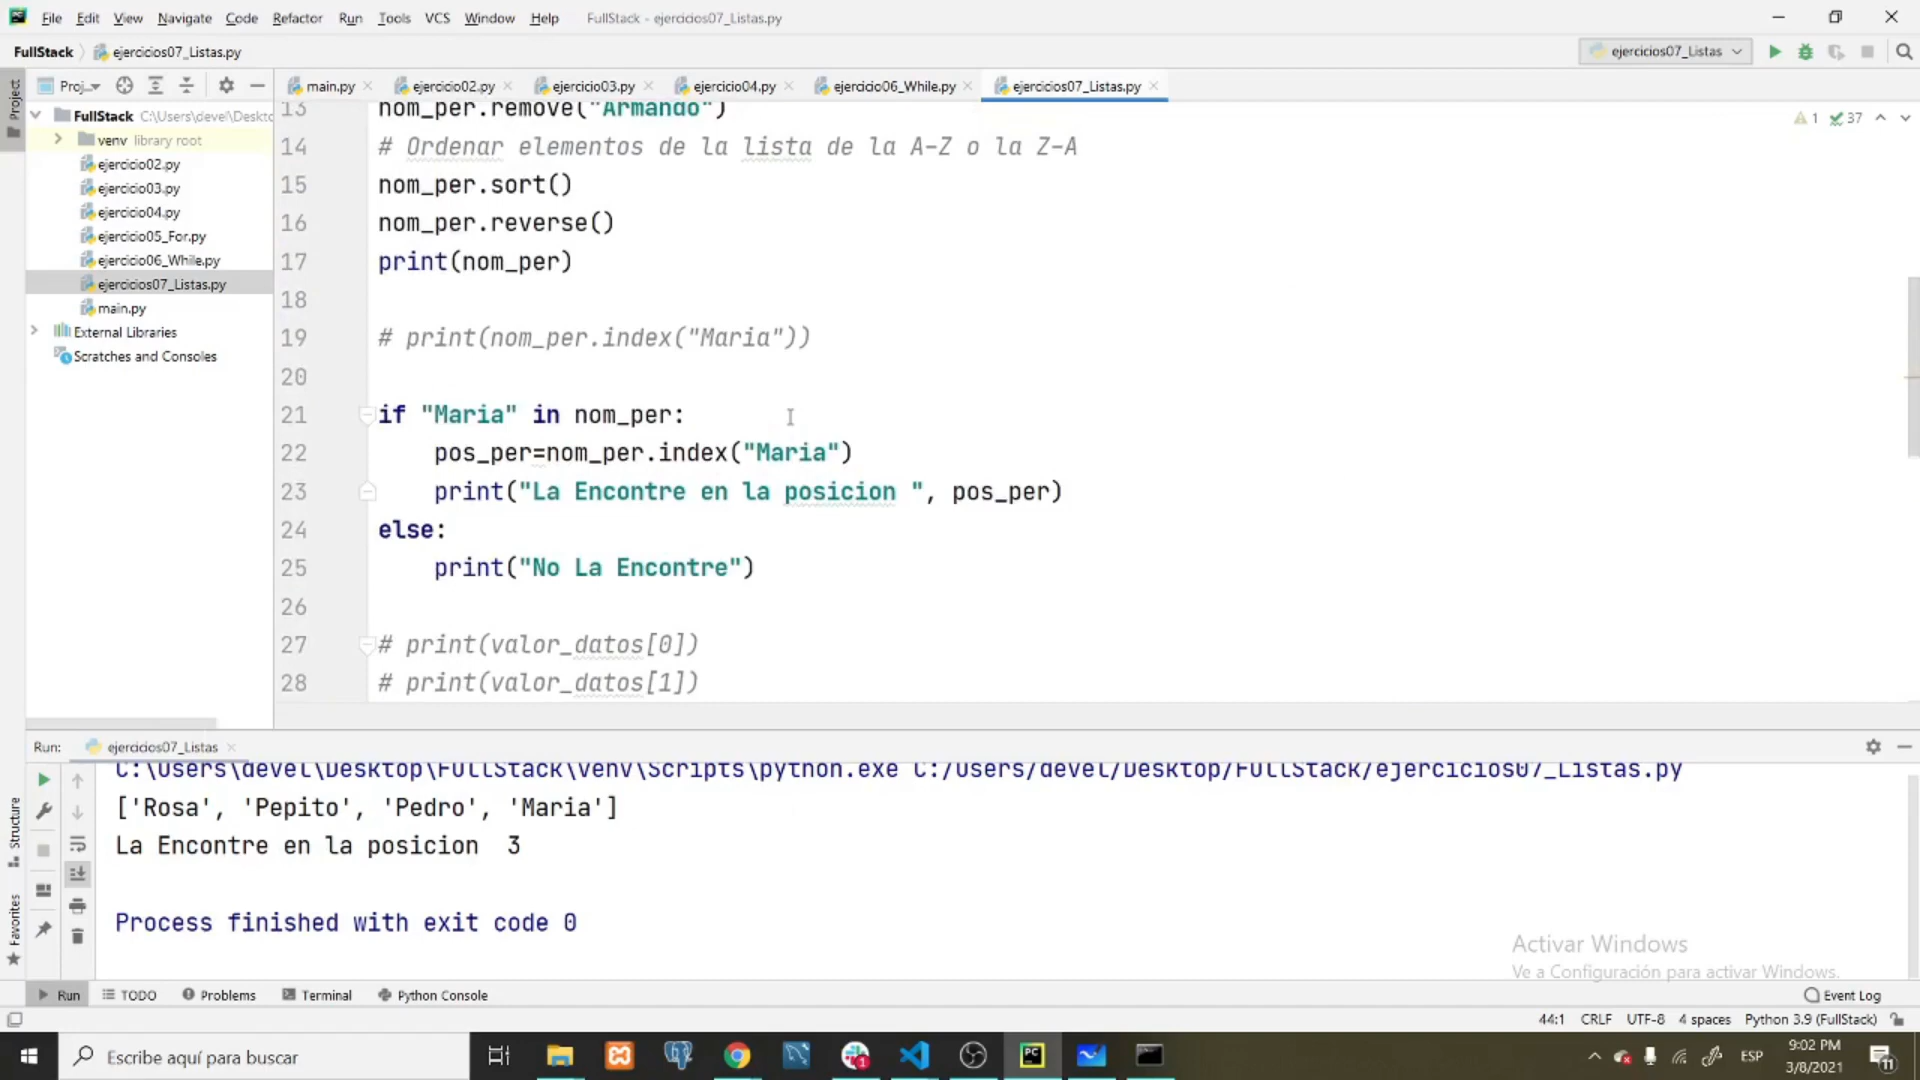 File Edit View Navigate Code Refactor Run Tools VCS Window Help FullStack - ejercicios07_Listas.py
FullStack ejercicios07_Listas.py
ejercicios07_Listas
Project
Proj...
main.py ejercicio02.py ejercicio03.py ejercicio04.py ejercicio06_While.py ejercicios07_Listas.py
FullStack C:\Users\devel\Deskto
venv library root
ejercicio02.py
ejercicio03.py
ejercicio04.py
ejercicio05_For.py
ejercicio06_While.py
ejercicios07_Listas.py
main.py
External Libraries
Scratches and Consoles
1 37
13 nom_per.remove("Armando")
14 # Ordenar elementos de la lista de la A-Z o la Z-A
15 nom_per.sort()
16 nom_per.reverse()
17 print(nom_per)
18
19 # print(nom_per.index("Maria"))
20
21 if "Maria" in nom_per:
22 pos_per=nom_per.index("Maria")
23 print("La Encontre en la posicion ", pos_per)
24 else:
25 print("No La Encontre")
26
27 # print(valor_datos[0])
28 # print(valor_datos[1])
Run: ejercicios07_Listas
C:\Users\devel\Desktop\FullStack\venv\Scripts\python.exe C:/Users/devel/Desktop/FullStack/ejercicios07_Listas.py
['Rosa', 'Pepito', 'Pedro', 'Maria']
La Encontre en la posicion  3
Process finished with exit code 0
Structure
Favorites
Activar Windows
Ve a Configuración para activar Windows.
Run TODO Problems Terminal Python Console Event Log
44:1 CRLF UTF-8 4 spaces Python 3.9 (FullStack)
Escribe aquí para buscar
PC
1
ESP
9:02 PM
3/8/2021
11